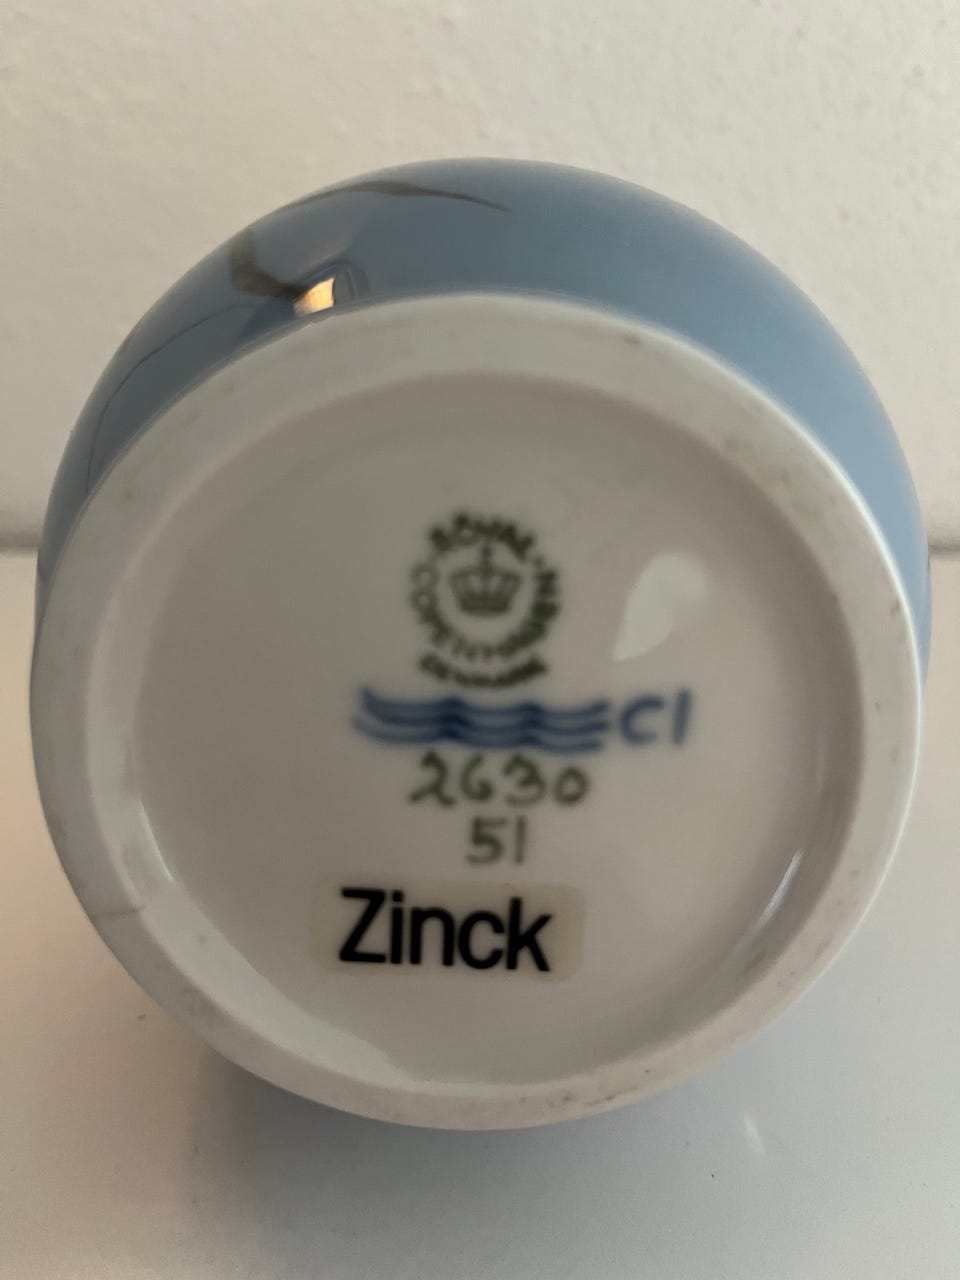 ROYAL
COPENHAGEN
DENMARK
C1
2630
51
Zinck